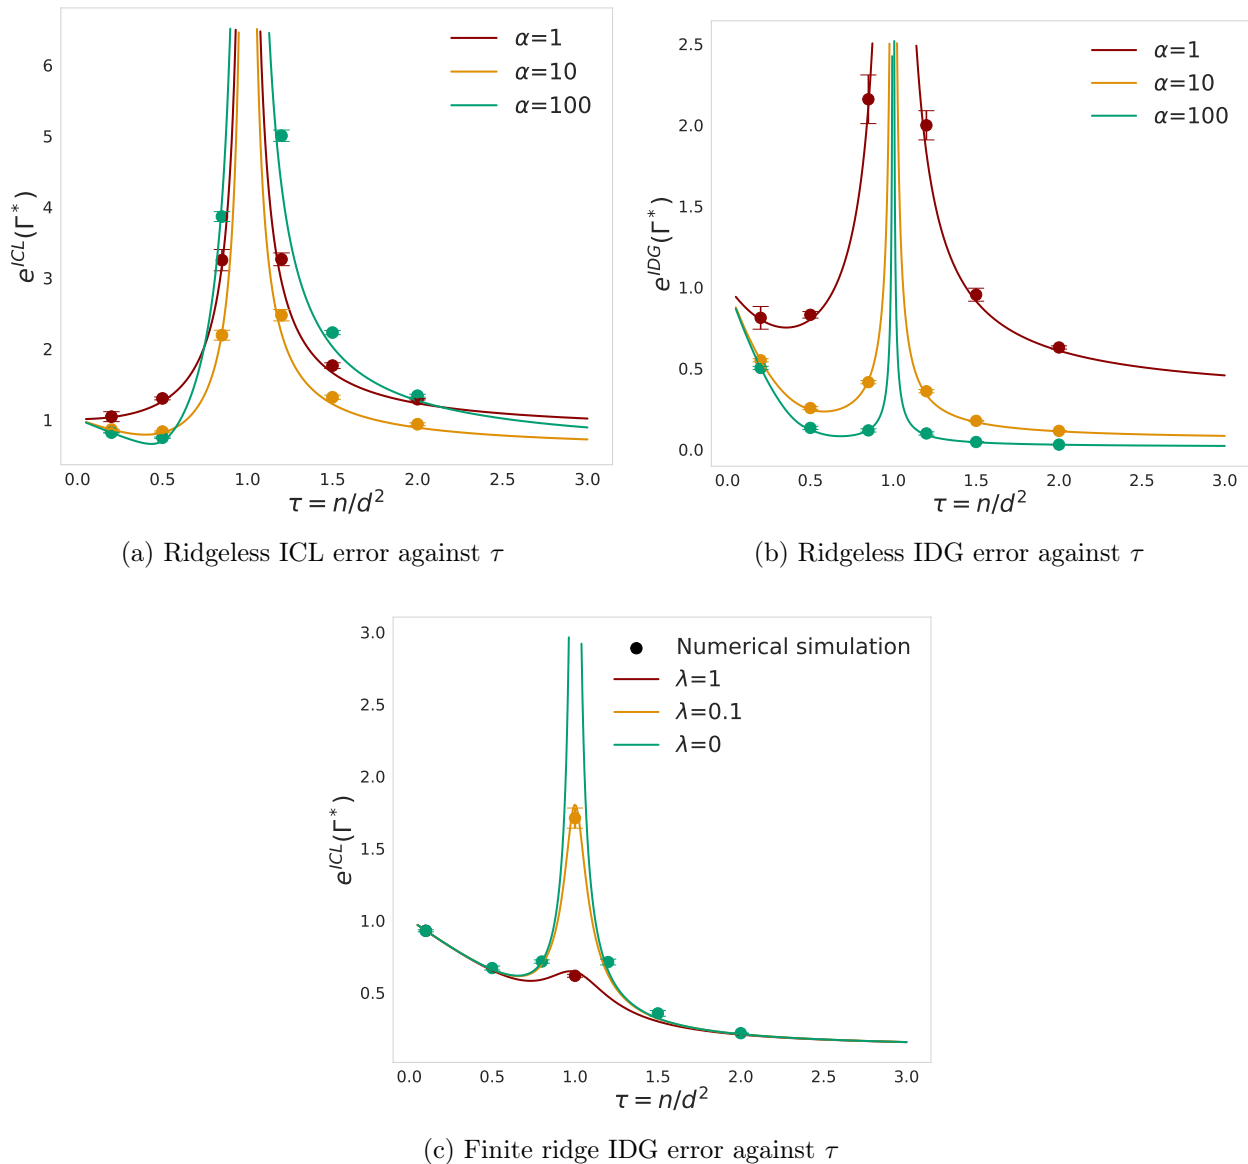 α=1
α=10
α=100
6
5
4
3
2
1
e^{ICL}(Γ*)
0.0 0.5 1.0 1.5 2.0 2.5 3.0
τ = n/d²
(a) Ridgeless ICL error against τ
α=1
α=10
α=100
2.5
2.0
1.5
1.0
0.5
0.0
e^{IDG}(Γ*)
0.0 0.5 1.0 1.5 2.0 2.5 3.0
τ = n/d²
(b) Ridgeless IDG error against τ
Numerical simulation
λ=1
λ=0.1
λ=0
3.0
2.5
2.0
1.5
1.0
0.5
e^{ICL}(Γ*)
0.0 0.5 1.0 1.5 2.0 2.5 3.0
τ = n/d²
(c) Finite ridge IDG error against τ